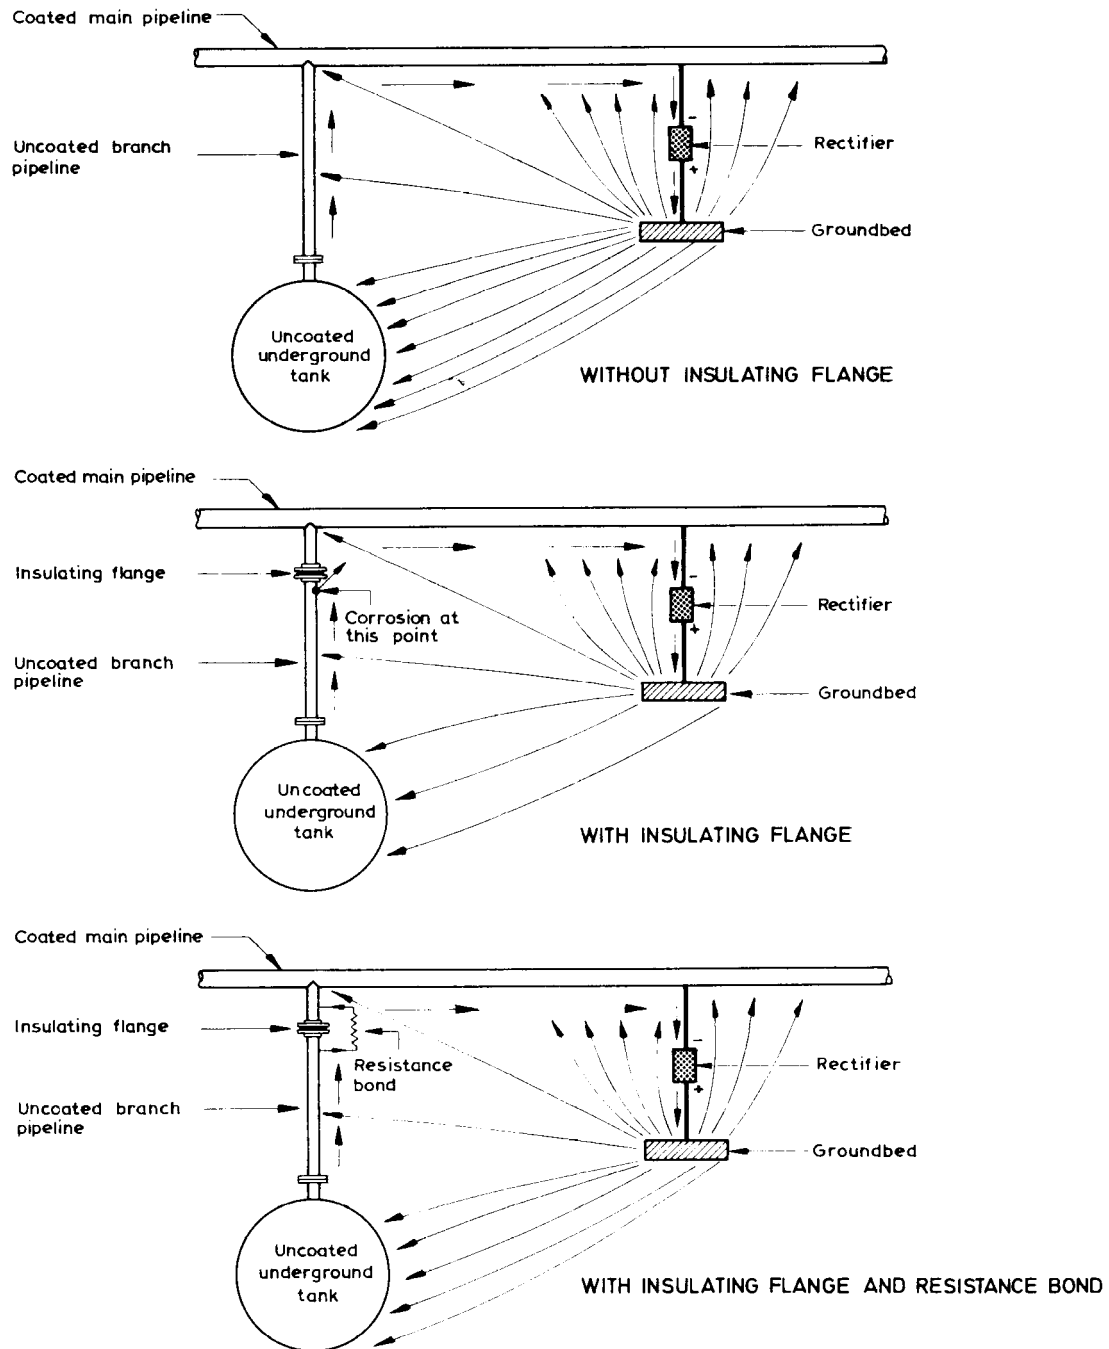 Coated main pipeline
Uncoated branch
pipeline
-
Rectifier
+
Groundbed
Uncoated
underground
tank
WITHOUT INSULATING FLANGE
Coated main pipeline
Insulating flange
-
Rectifier
+
Corrosion at
this point
Uncoated branch
pipeline
Groundbed
Uncoated
underground
tank
WITH INSULATING FLANGE
Coated main pipeline
Insulating flange
-
Rectifier
+
Resistance
bond
Uncoated branch
pipeline
Groundbed
Uncoated
underground
tank
WITH INSULATING FLANGE AND RESISTANCE BOND